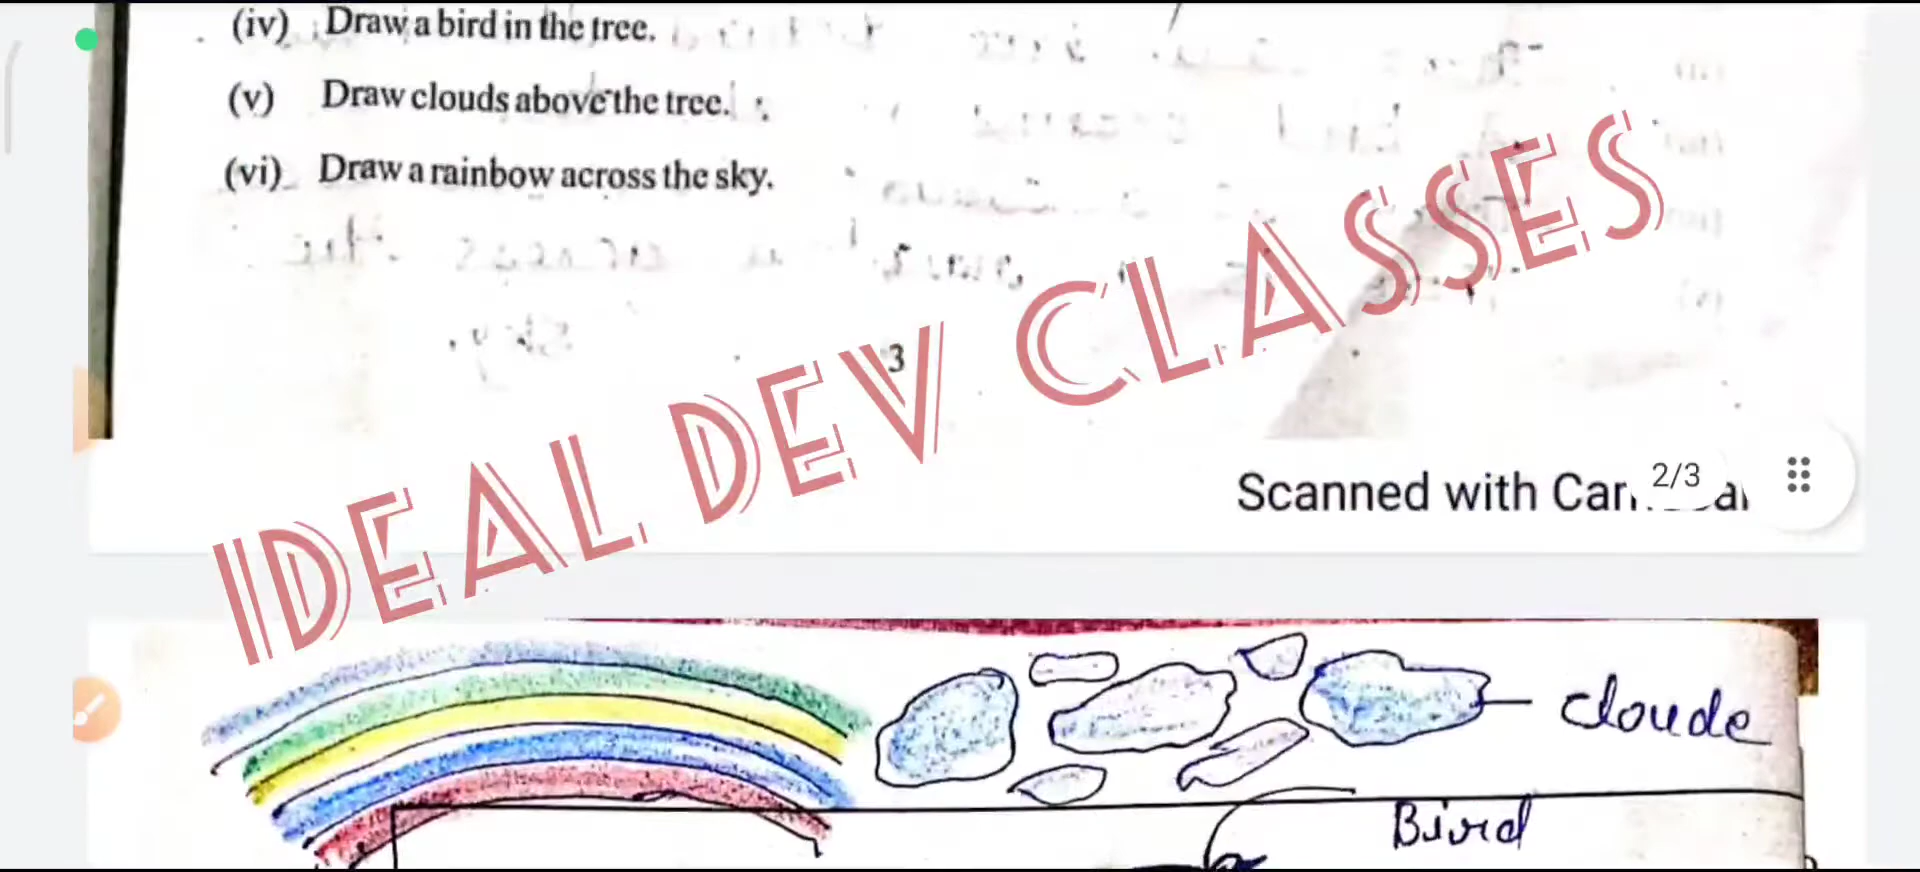 (iv) Draw a bird in the tree.
(v) Draw clouds above the tree.
(vi) Draw a rainbow across the sky.
3
IDEAL DEV CLASSES
Scanned with
2/3
cloude
Bird